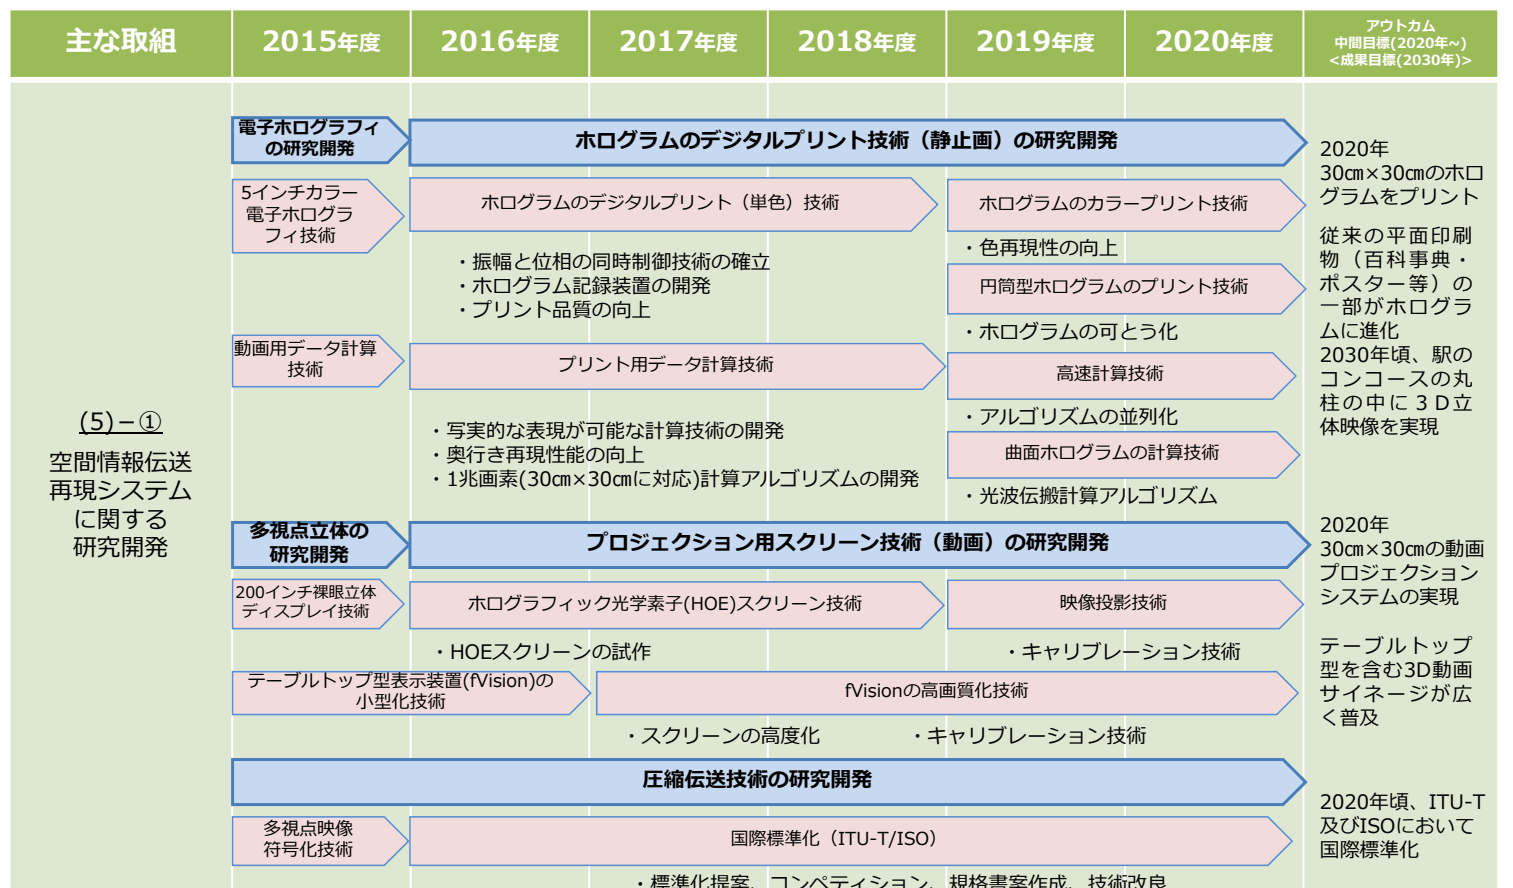 主な取組
2015年度
2016年度
2017年度
2018年度
2019年度
2020年度
アウトカム
中間目標(2020年~)
<成果目標(2030年)>
(5)－①
空間情報伝送
再現システム
に関する
研究開発
電子ホログラフィ
の研究開発
ホログラムのデジタルプリント技術（静止画）の研究開発
5インチカラー
電子ホログラ
フィ技術
ホログラムのデジタルプリント（単色）技術
ホログラムのカラープリント技術
・振幅と位相の同時制御技術の確立
・ホログラム記録装置の開発
・プリント品質の向上
・色再現性の向上
円筒型ホログラムのプリント技術
・ホログラムの可とう化
動画用データ計算
技術
プリント用データ計算技術
高速計算技術
・アルゴリズムの並列化
・写実的な表現が可能な計算技術の開発
・奥行き再現性能の向上
・1兆画素(30㎝×30㎝に対応)計算アルゴリズムの開発
曲面ホログラムの計算技術
・光波伝搬計算アルゴリズム
2020年
30㎝×30㎝のホロ
グラムをプリント
従来の平面印刷
物（百科事典・
ポスター等）の
一部がホログラ
ムに進化
2030年頃、駅の
コンコースの丸
柱の中に３Ｄ立
体映像を実現
多視点立体の
研究開発
プロジェクション用スクリーン技術（動画）の研究開発
200インチ裸眼立体
ディスプレイ技術
ホログラフィック光学素子(HOE)スクリーン技術
映像投影技術
・HOEスクリーンの試作
・キャリブレーション技術
テーブルトップ型表示装置(fVision)の
小型化技術
fVisionの高画質化技術
・スクリーンの高度化
・キャリブレーション技術
2020年
30㎝×30㎝の動画
プロジェクション
システムの実現
テーブルトップ
型を含む3D動画
サイネージが広
く普及
圧縮伝送技術の研究開発
多視点映像
符号化技術
国際標準化（ITU-T/ISO）
・標準化提案、コンペティション、規格書案作成、技術改良
2020年頃、ITU-T
及びISOにおいて
国際標準化